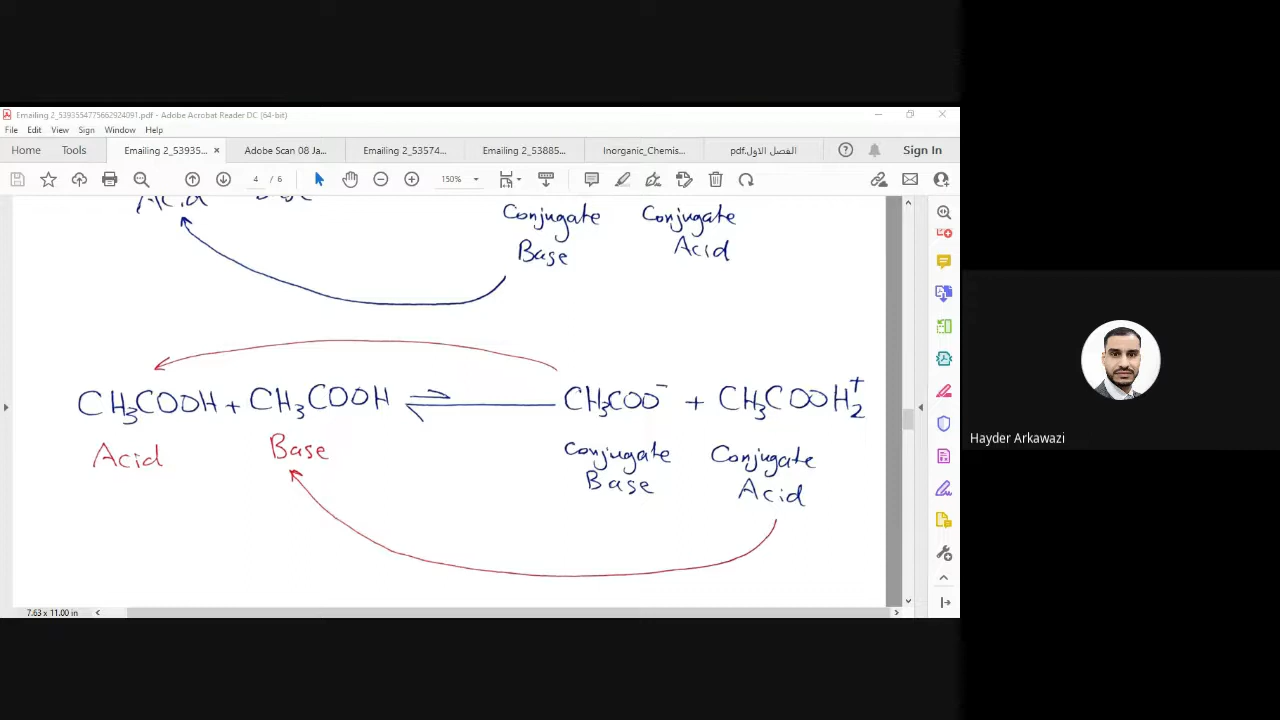 Emailing 2_5393554775662924091.pdf - Adobe Acrobat Reader DC (64-bit)
File Edit View Sign Window Help
Home Tools Emailing 2_53935... × Adobe Scan 08 Ja... Emailing 2_53574... Emailing 2_53885... Inorganic_Chemis... الفصل الاول.pdf Sign In
4 / 6 150%
Acid Base
Conjugate Conjugate
Base Acid
CH₃COOH + CH₃COOH ⇌ CH₃COO⁻ + CH₃COOH₂⁺
Acid Base Conjugate Conjugate
Base Acid
Hayder Arkawazi
7.63 x 11.00 in